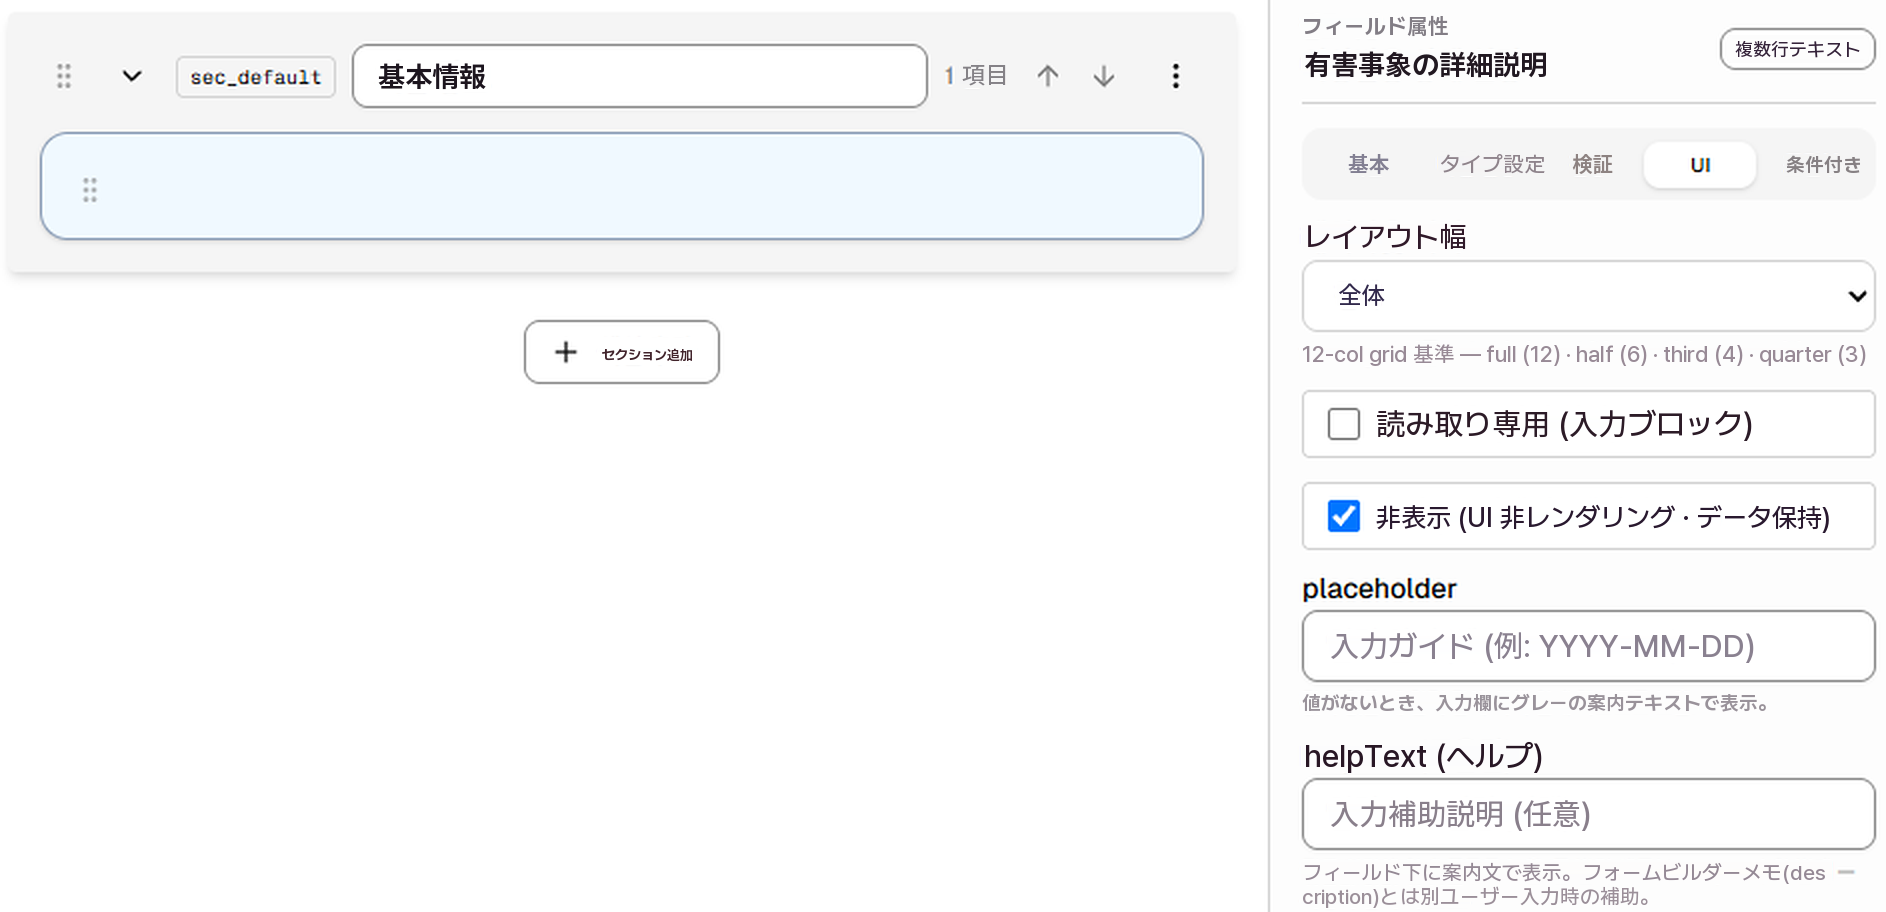 sec_default
基本情報
1 項目
セクション追加
フィールド属性
有害事象の詳細説明
複数行テキスト
基本
タイプ設定
検証
UI
条件付き
レイアウト幅
全体
12-col grid 基準 — full (12) · half (6) · third (4) · quarter (3)
読み取り専用 (入力ブロック)
非表示 (UI 非レンダリング · データ保持)
placeholder
入力ガイド (例: YYYY-MM-DD)
値がないとき、入力欄にグレーの案内テキストで表示。
helpText (ヘルプ)
入力補助説明 (任意)
フィールド下に案内文で表示。フォームビルダーメモ(des
cription)とは別ユーザー入力時の補助。